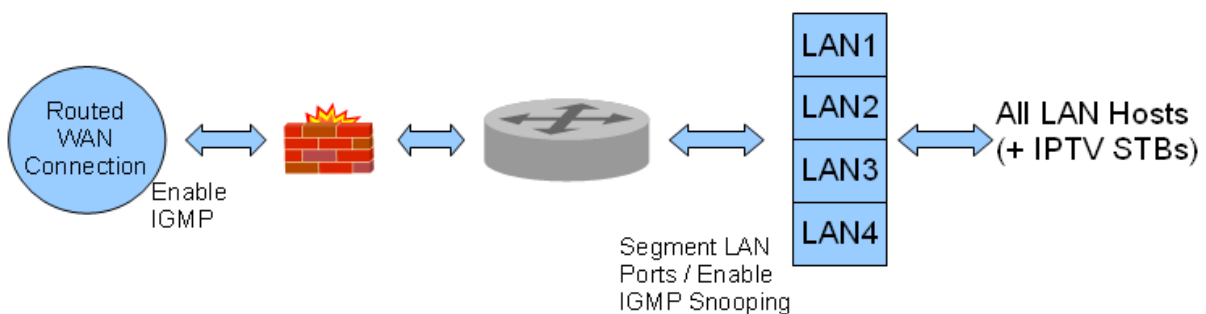 Routed
WAN
Connection
Enable
IGMP
Segment LAN
Ports / Enable
IGMP Snooping
LAN1
LAN2
LAN3
LAN4
All LAN Hosts
(+ IPTV STBs)